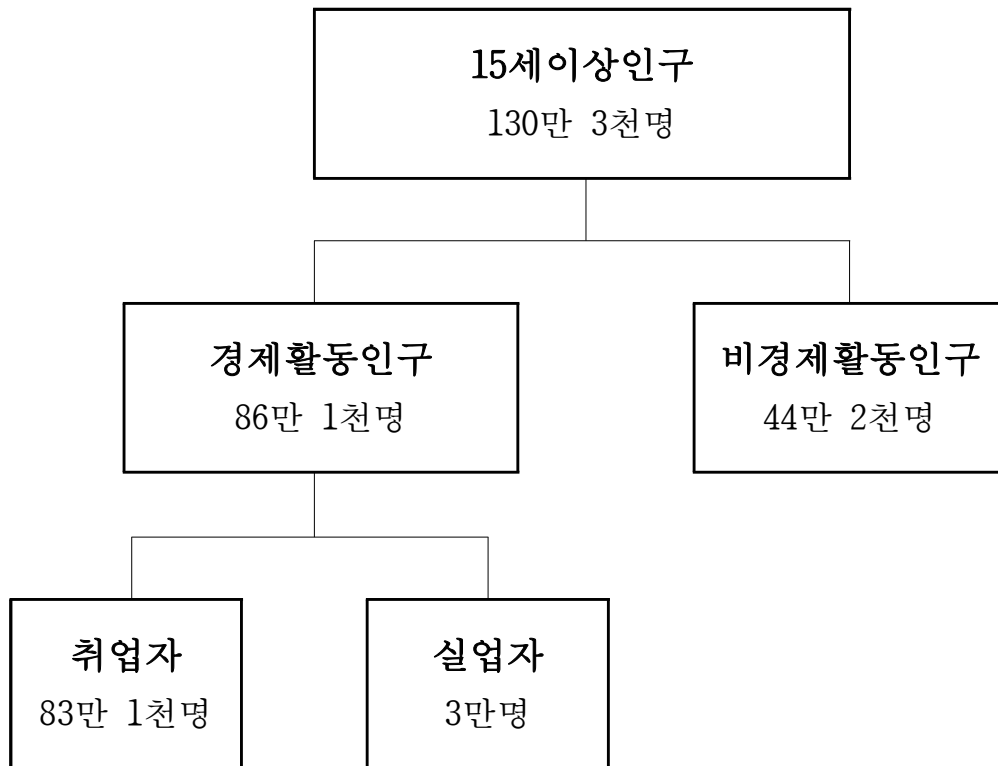 15세이상인구
130만 3천명
경제활동인구
86만 1천명
비경제활동인구
44만 2천명
취업자
83만 1천명
실업자
3만명